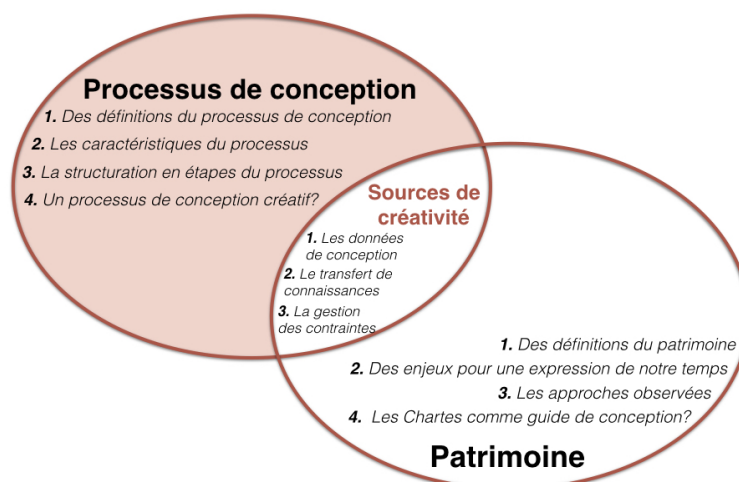 Processus de conception
1. Des définitions du processus de conception
2. Les caractéristiques du processus
3. La structuration en étapes du processus
4. Un processus de conception créatif?
Sources de
créativité
1. Les données
de conception
2. Le transfert de
connaissances
3. La gestion
des contraintes
1. Des définitions du patrimoine
2. Des enjeux pour une expression de notre temps
3. Les approches observées
4. Les Chartes comme guide de conception?
Patrimoine